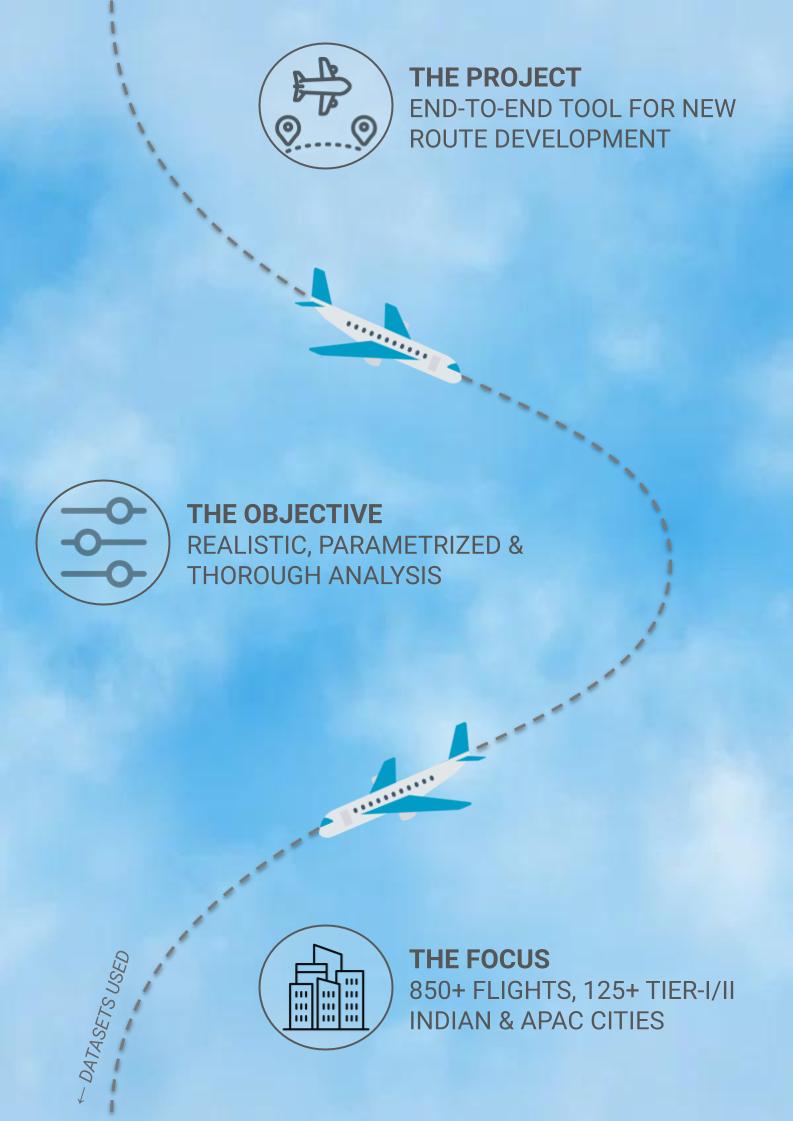 THE PROJECT
END-TO-END TOOL FOR NEW
ROUTE DEVELOPMENT
THE OBJECTIVE
REALISTIC, PARAMETRIZED &
THOROUGH ANALYSIS
THE FOCUS
850+ FLIGHTS, 125+ TIER-I/II
INDIAN & APAC CITIES
← DATASETS USED